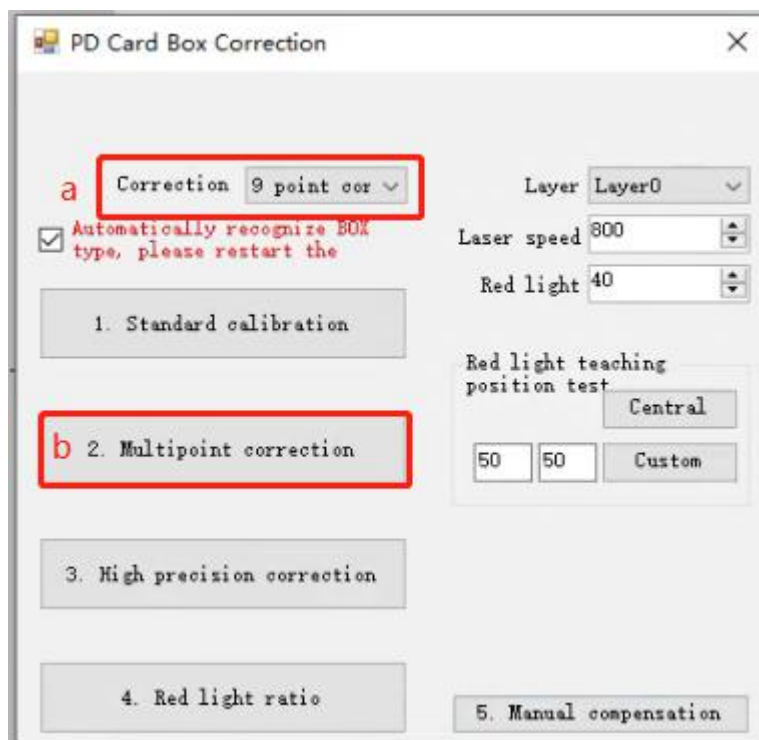 PD Card Box Correction
a
Correction 9 point cor
Automatically recognize BOX
type, please restart the
1. Standard calibration
b 2. Multipoint correction
3. High precision correction
4. Red light ratio
Layer Layer0
Laser speed 800
Red light 40
Red light teaching
position test
Central
50 50 Custom
5. Manual compensation